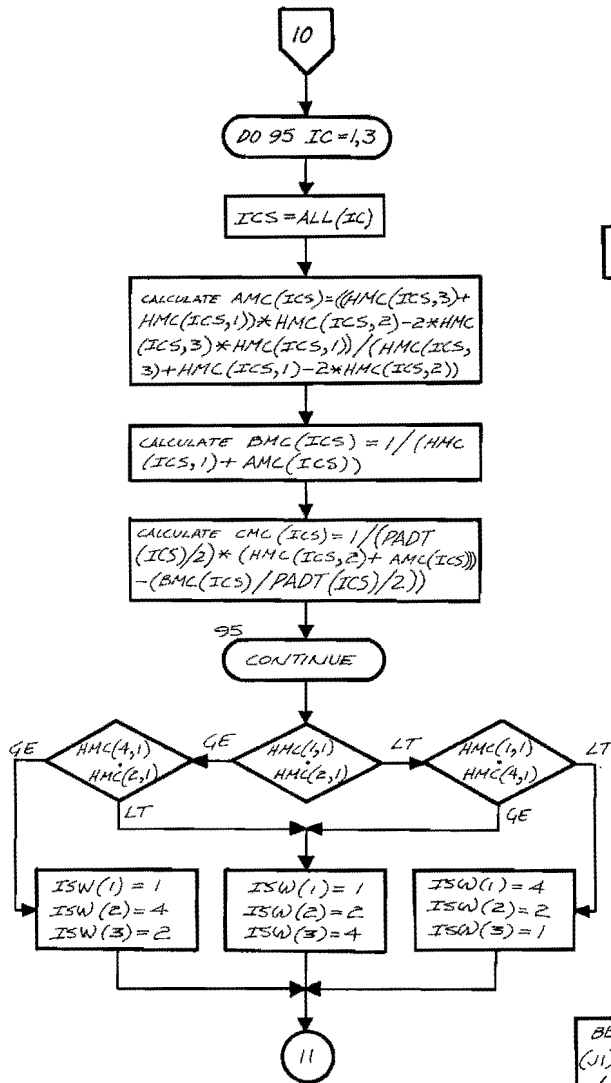 10
DO 95 IC=1,3
ICS=ALL(IC)
CALCULATE AMC(ICS)=((HMC(ICS,3)+
HMC(ICS,1))*HMC(ICS,2)-2*HMC
(ICS,3)*HMC(ICS,1))/(HMC(ICS,
3)+HMC(ICS,1)-2*HMC(ICS,2))
CALCULATE BMC(ICS) = 1/(HMC
(ICS,1)+ AMC(ICS))
CALCULATE CMC(ICS)=1/(PADT
(ICS)/2)*(HMC(ICS,2)+ AMC(ICS)))
-(BMC(ICS)/PADT(ICS)/2))
95
CONTINUE
GE
HMC(4,1)
:
HMC(2,1)
GE
HMC(1,1)
:
HMC(2,1)
LT
HMC(1,1)
:
HMC(4,1)
LT
LT
GE
ISW(1)=1
ISW(2)=4
ISW(3)=2
ISW(1)=1
ISW(2)=2
ISW(3)=4
ISW(1)=4
ISW(2)=2
ISW(3)=1
11
BE
(J1)